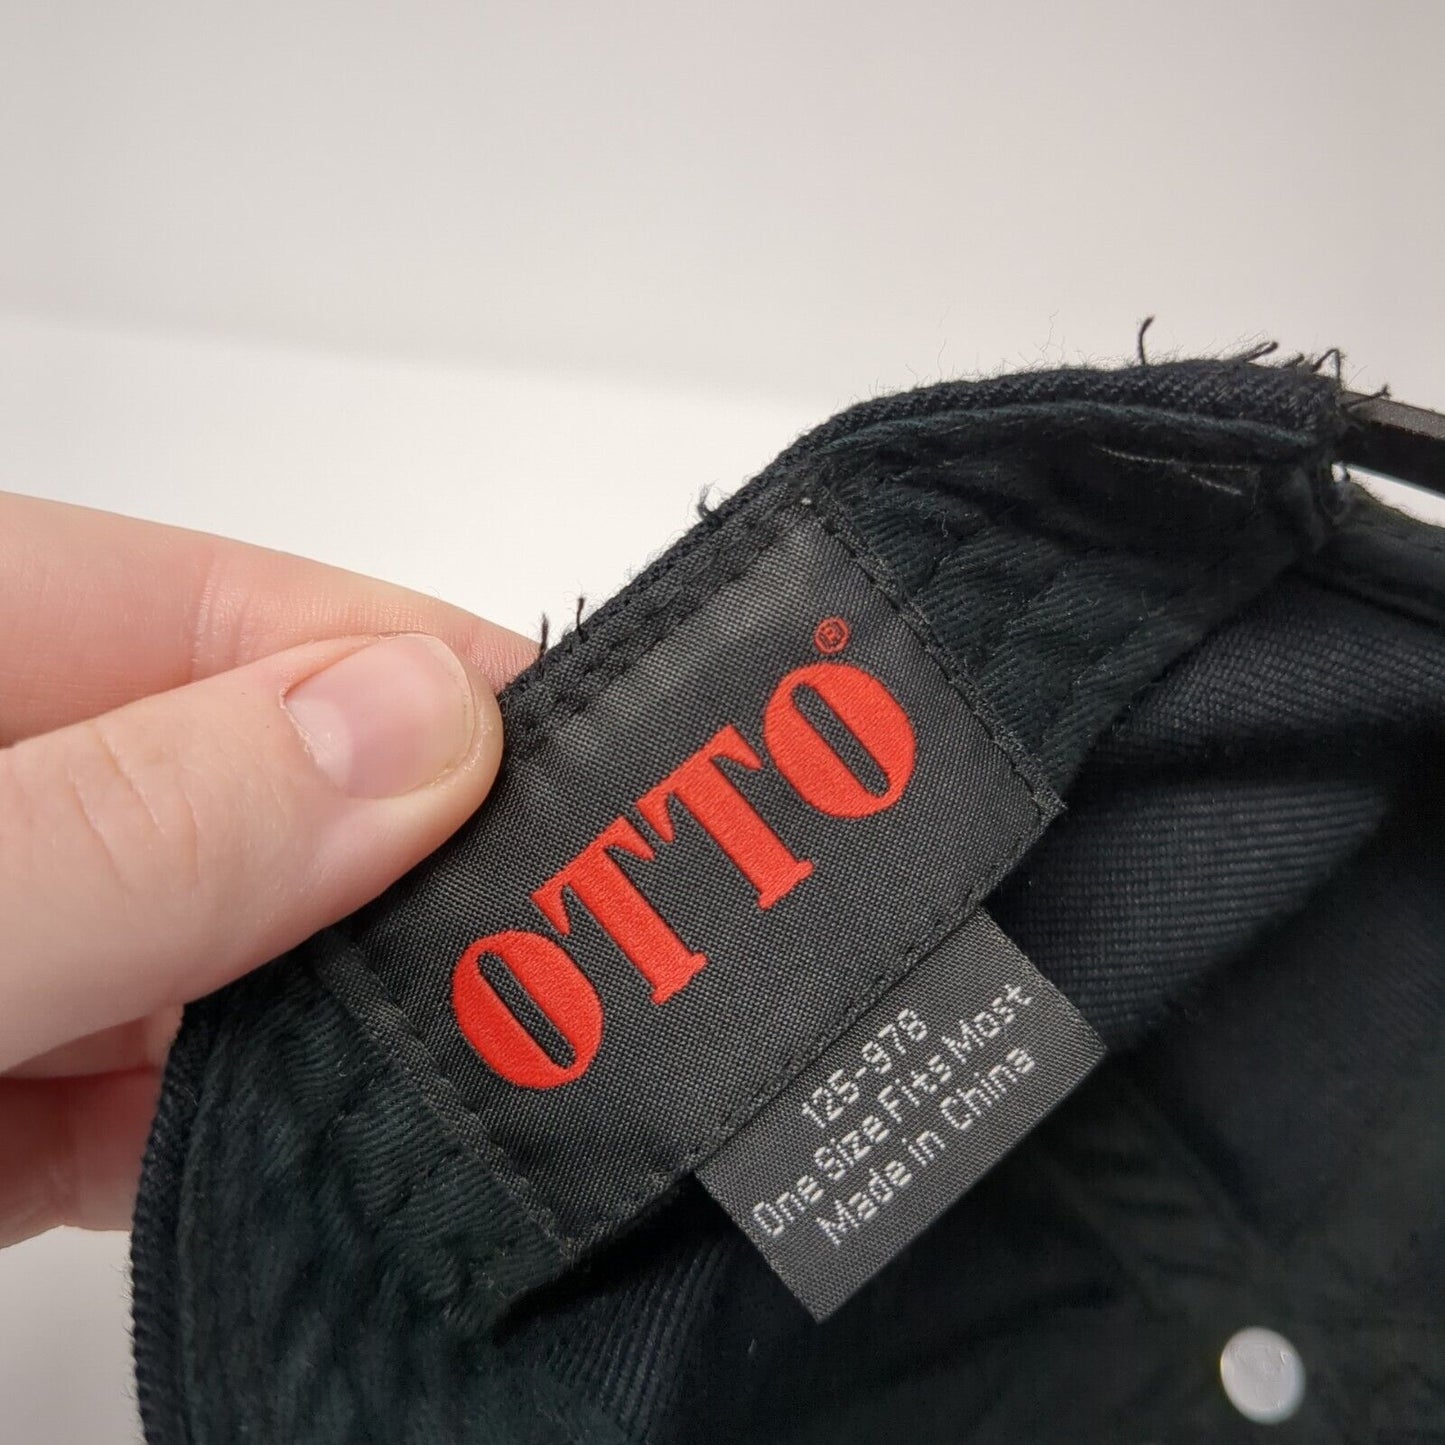 OTTO®
125-978
One Size Fits Most
Made in China